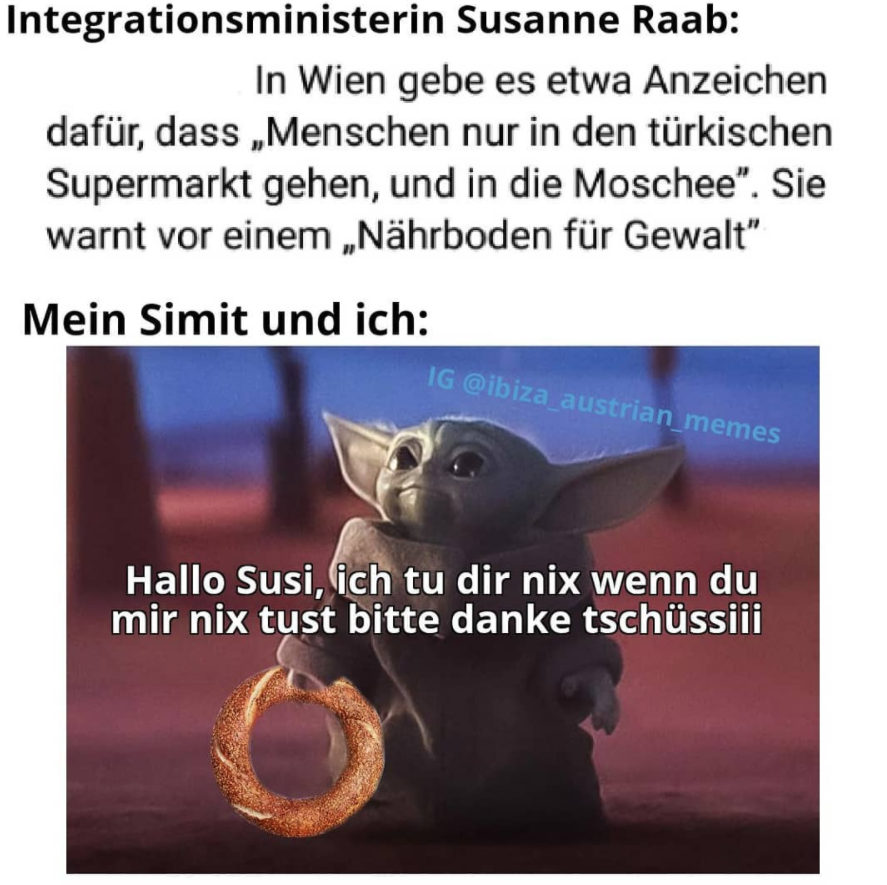 Integrationsministerin Susanne Raab:
In Wien gebe es etwa Anzeichen
dafür, dass „Menschen nur in den türkischen
Supermarkt gehen, und in die Moschee”. Sie
warnt vor einem „Nährboden für Gewalt”
Mein Simit und ich:
IG @ibiza_austrian_memes
Hallo Susi, ich tu dir nix wenn du
mir nix tust bitte danke tschüssiii